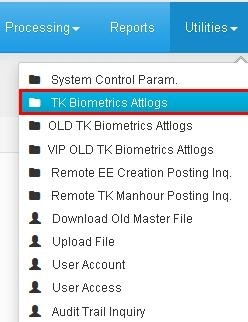 Processing Reports Utilities
System Control Param.
TK Biometrics Attlogs
OLD TK Biometrics Attlogs
VIP OLD TK Biometrics Attlogs
Remote EE Creation Posting Inq.
Remote TK Manhour Posting Inq.
Download Old Master File
Upload File
User Account
User Access
Audit Trail Inquiry